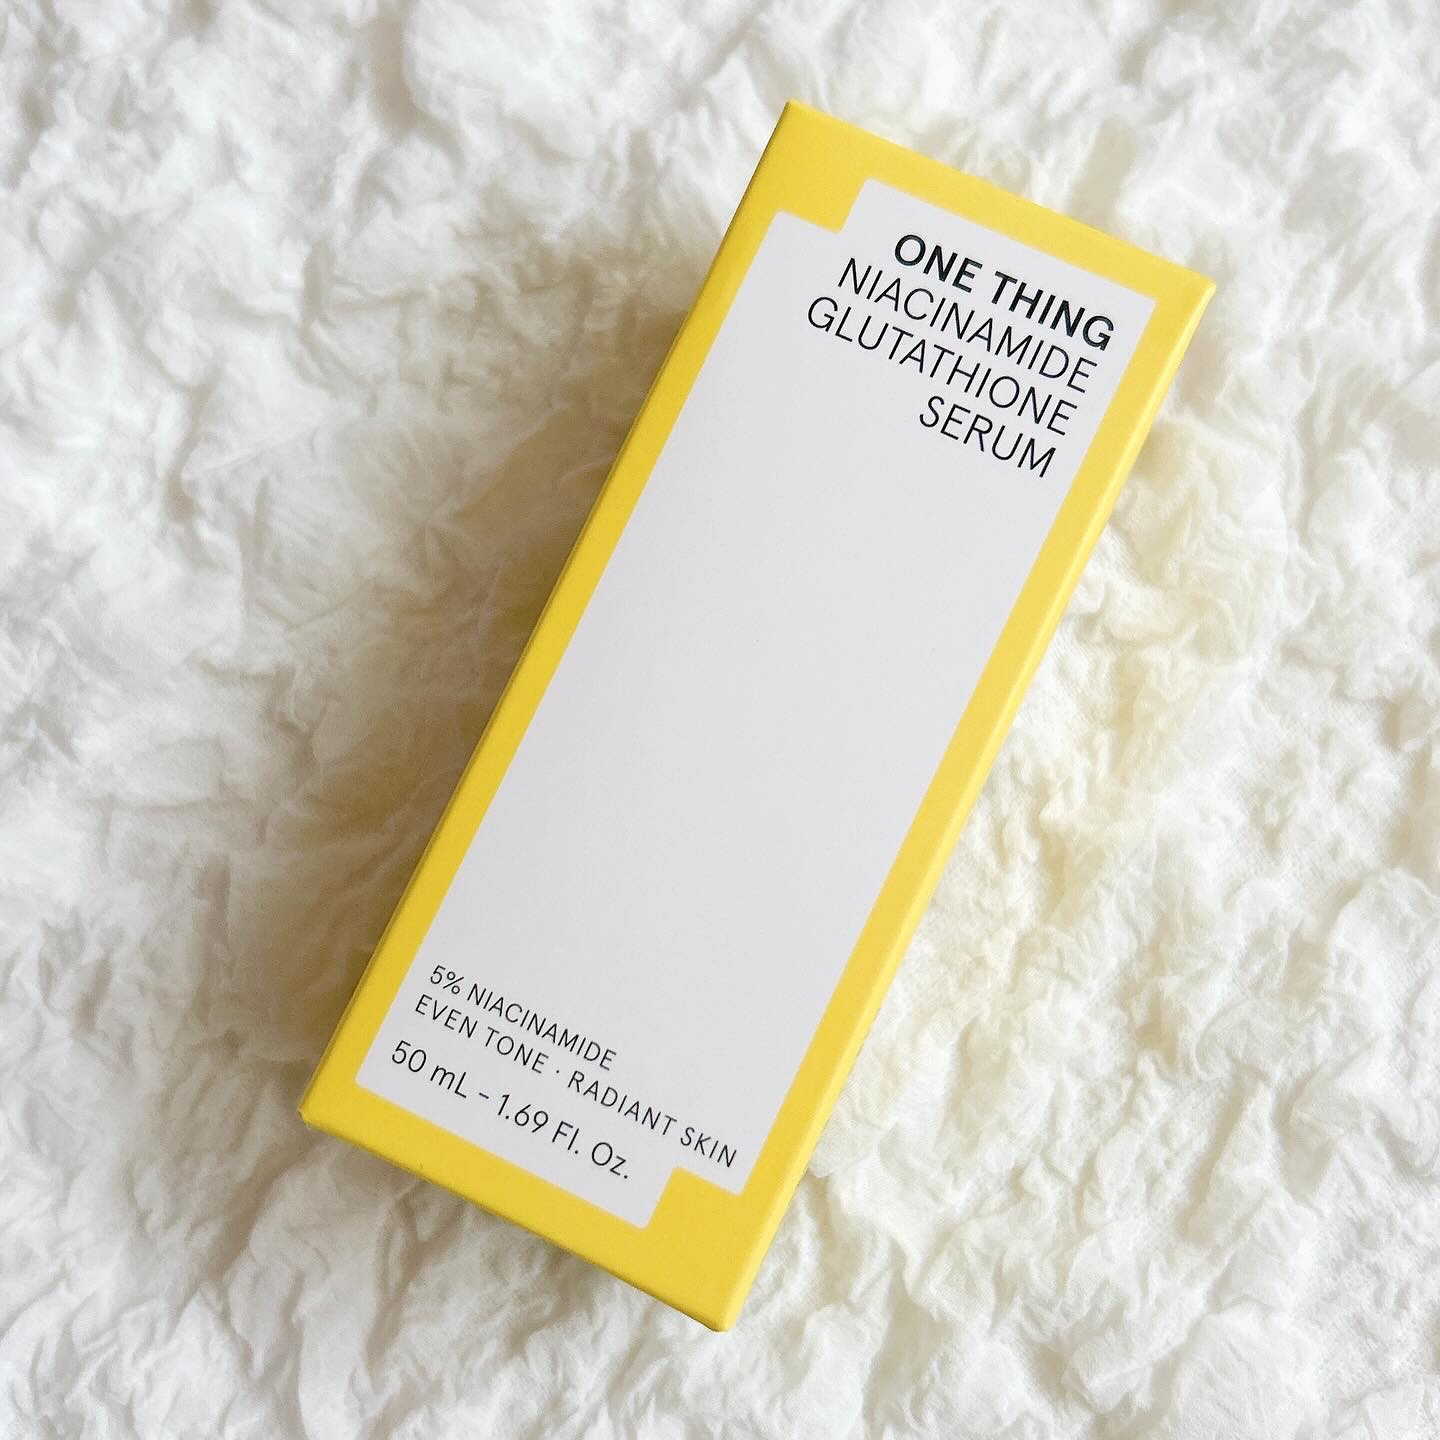 ONE THING
NIACINAMIDE
GLUTATHIONE
SERUM
5% NIACINAMIDE
EVEN TONE · RADIANT SKIN
50 mL - 1.69 Fl. Oz.